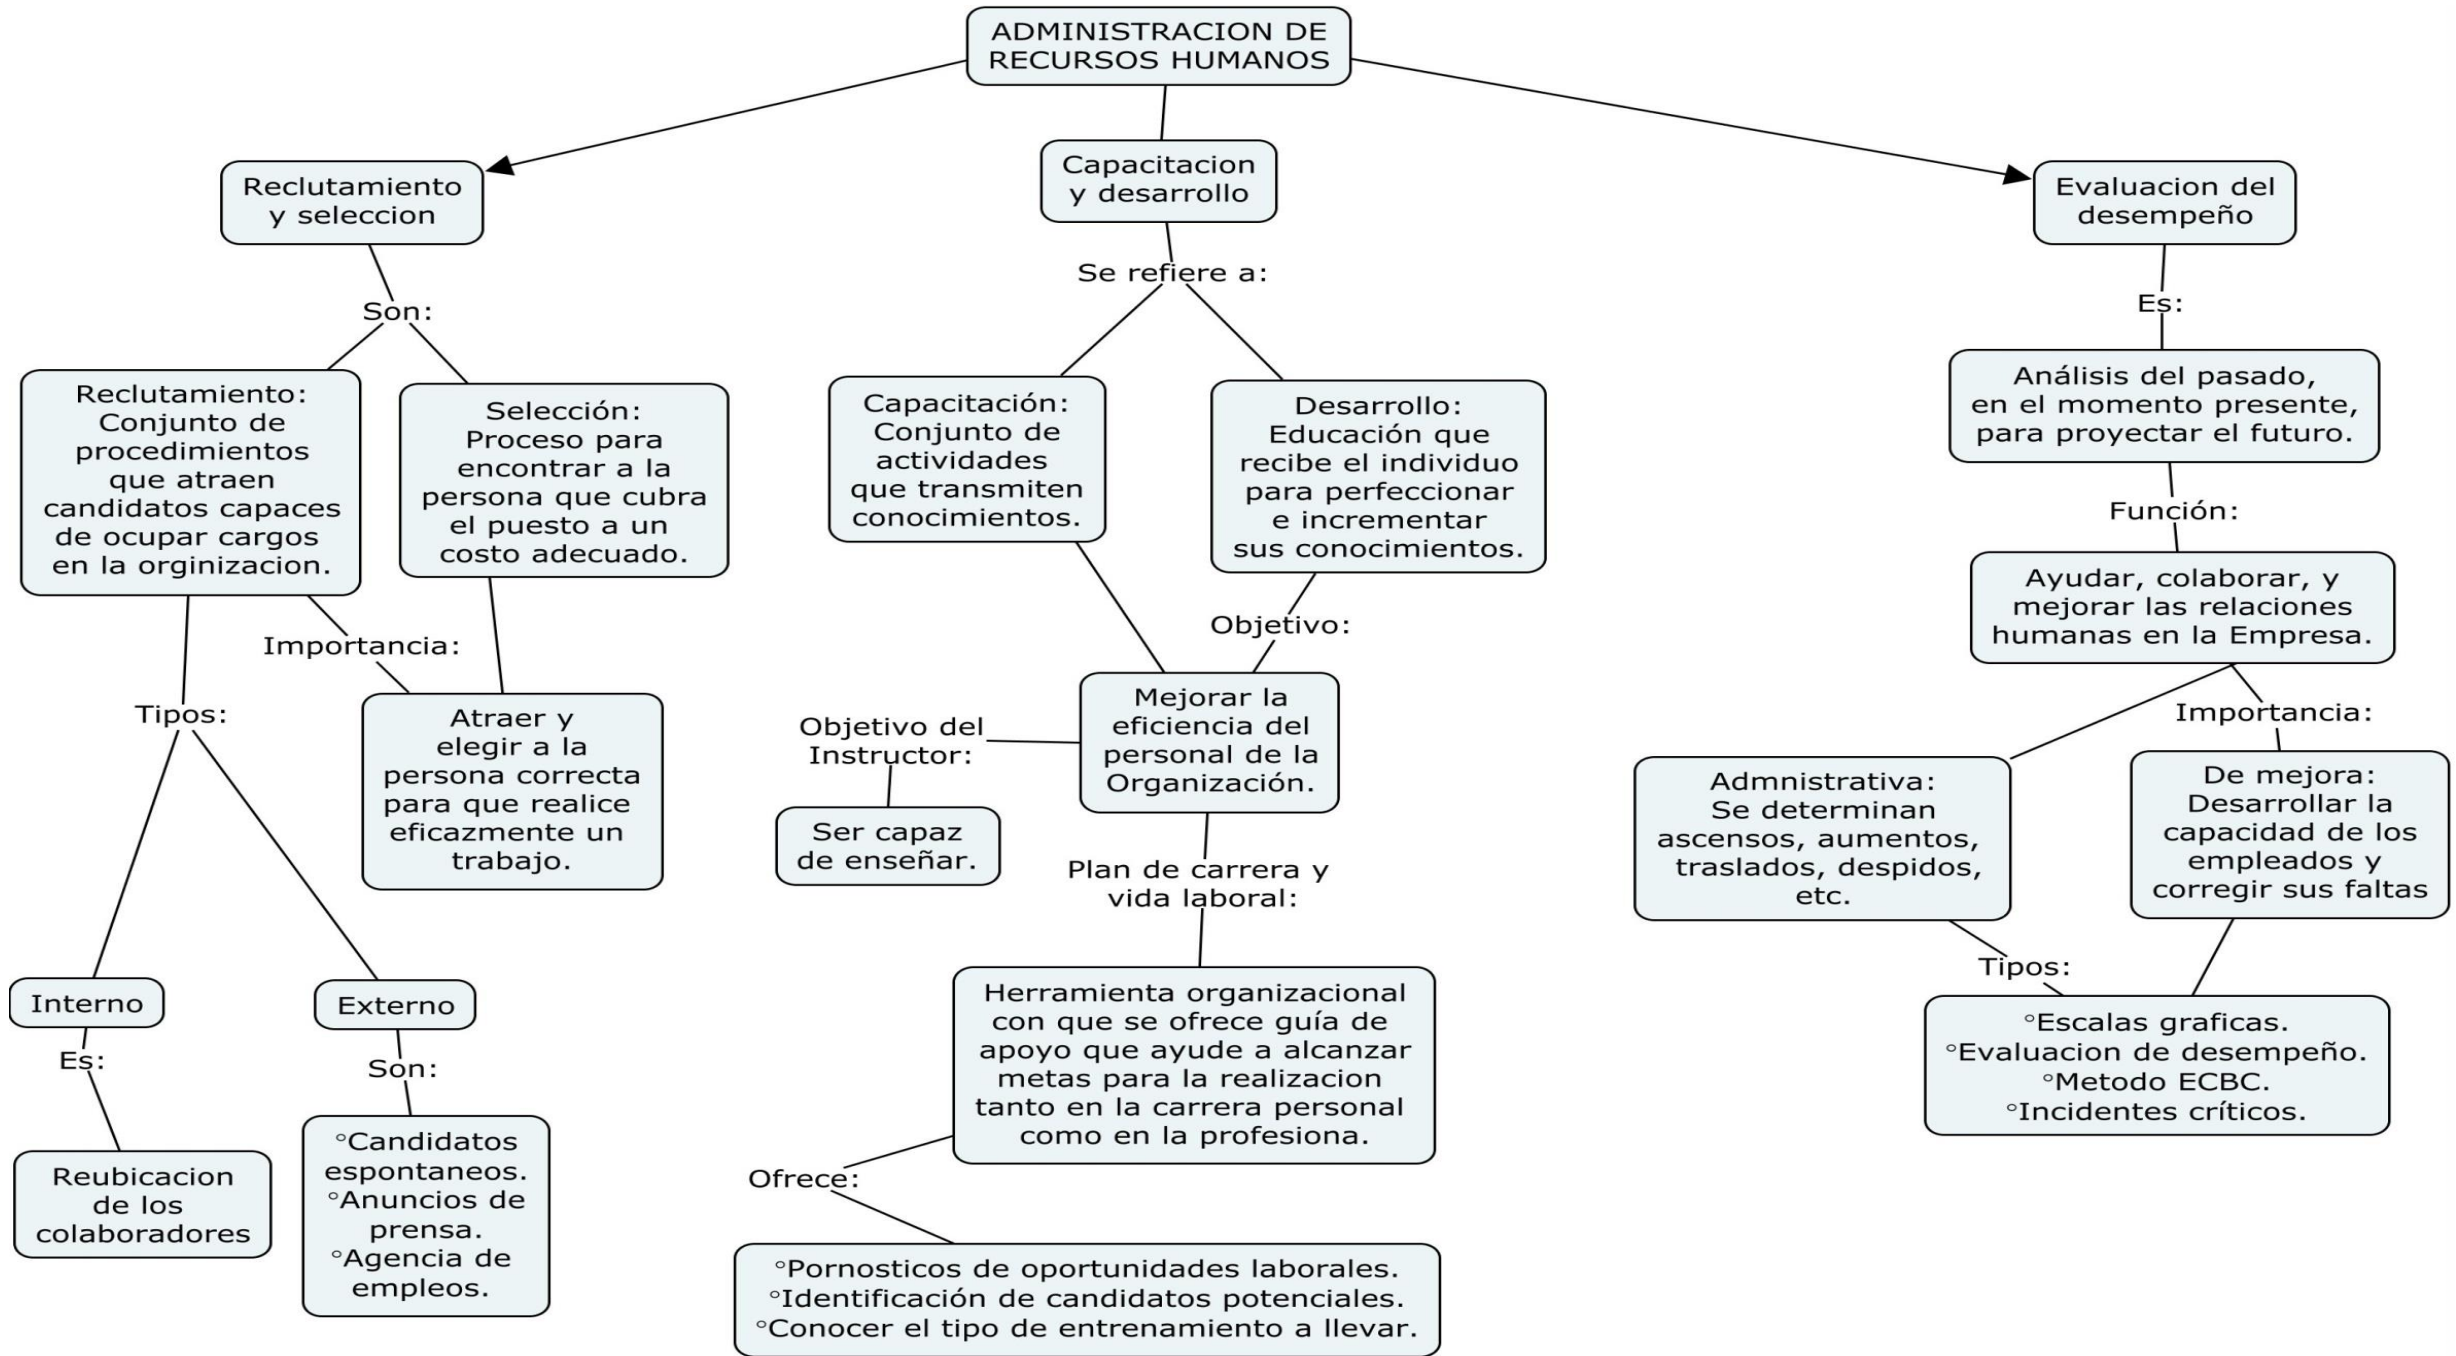 ADMINISTRACION DE
RECURSOS HUMANOS
Reclutamiento
y seleccion
Son:
Reclutamiento:
Conjunto de
procedimientos
que atraen
candidatos capaces
de ocupar cargos
en la orginizacion.
Selección:
Proceso para
encontrar a la
persona que cubra
el puesto a un
costo adecuado.
Importancia:
Atraer y
elegir a la
persona correcta
para que realice
eficazmente un
trabajo.
Tipos:
Interno
Es:
Reubicacion
de los
colaboradores
Externo
Son:
°Candidatos
espontaneos.
°Anuncios de
prensa.
°Agencia de
empleos.
Capacitacion
y desarrollo
Se refiere a:
Capacitación:
Conjunto de
actividades
que transmiten
conocimientos.
Desarrollo:
Educación que
recibe el individuo
para perfeccionar
e incrementar
sus conocimientos.
Objetivo:
Mejorar la
eficiencia del
personal de la
Organización.
Objetivo del
Instructor:
Ser capaz
de enseñar.
Plan de carrera y
vida laboral:
Herramienta organizacional
con que se ofrece guía de
apoyo que ayude a alcanzar
metas para la realizacion
tanto en la carrera personal
como en la profesiona.
Ofrece:
°Pornosticos de oportunidades laborales.
°Identificación de candidatos potenciales.
°Conocer el tipo de entrenamiento a llevar.
Evaluacion del
desempeño
Es:
Análisis del pasado,
en el momento presente,
para proyectar el futuro.
Función:
Ayudar, colaborar, y
mejorar las relaciones
humanas en la Empresa.
Importancia:
Admnistrativa:
Se determinan
ascensos, aumentos,
traslados, despidos,
etc.
De mejora:
Desarrollar la
capacidad de los
empleados y
corregir sus faltas
Tipos:
°Escalas graficas.
°Evaluacion de desempeño.
°Metodo ECBC.
°Incidentes críticos.